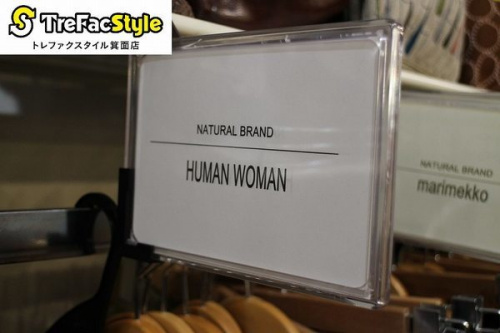 TreFacStyle
トレファクスタイル箕面店
NATURAL BRAND
HUMAN WOMAN
NATURAL BRAND
marimekko